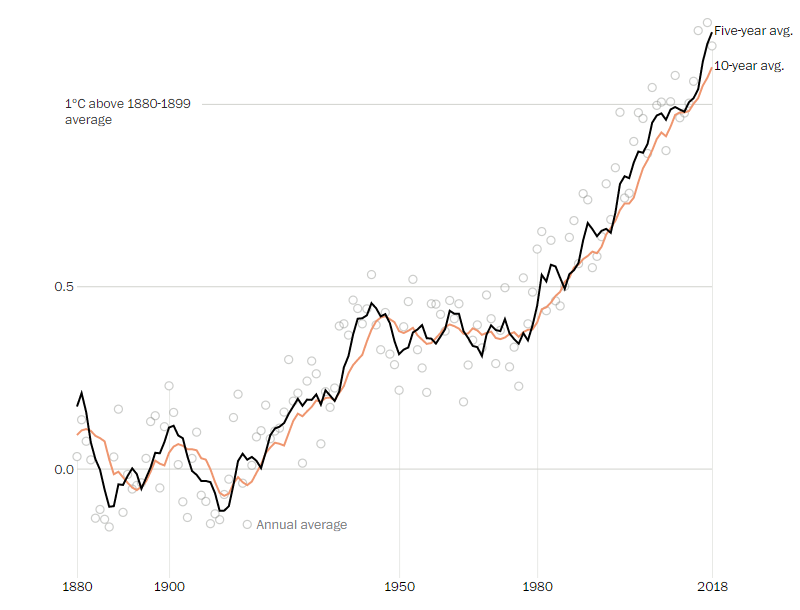 Five-year avg.
10-year avg.
1°C above 1880-1899
average
0.5
0.0
Annual average
1880
1900
1950
1980
2018